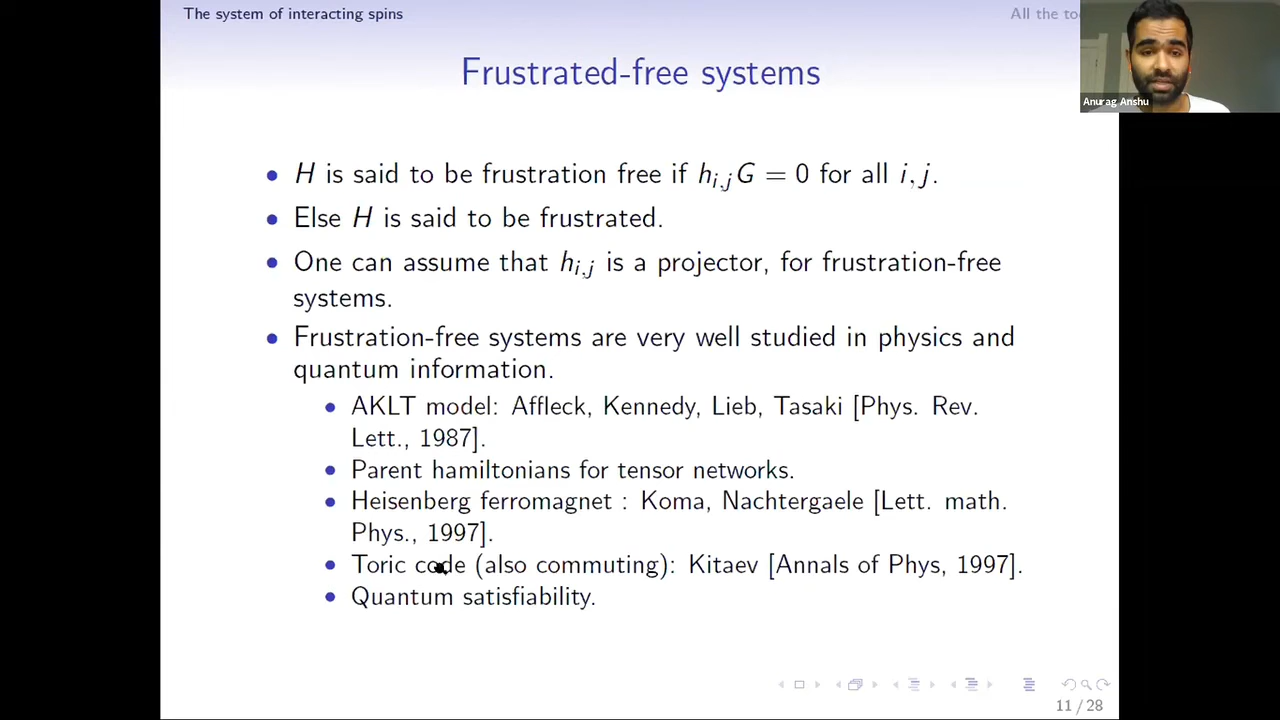 The system of interacting spins
All the
Anurag Anshu
Frustrated-free systems
• H is said to be frustration free if h_{i,j}G = 0 for all i, j.
• Else H is said to be frustrated.
• One can assume that h_{i,j} is a projector, for frustration-free
systems.
• Frustration-free systems are very well studied in physics and
quantum information.
• AKLT model: Affleck, Kennedy, Lieb, Tasaki [Phys. Rev.
Lett., 1987].
• Parent hamiltonians for tensor networks.
• Heisenberg ferromagnet : Koma, Nachtergaele [Lett. math.
Phys., 1997].
• Toric code (also commuting): Kitaev [Annals of Phys, 1997].
• Quantum satisfiability.
11 / 28